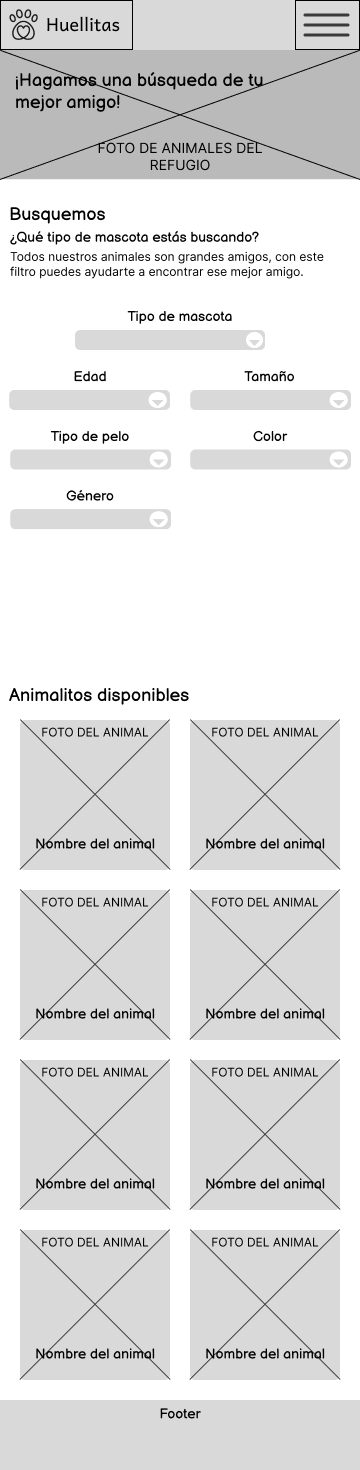 Huellitas
¡Hagamos una búsqueda de tu
mejor amigo!
FOTO DE ANIMALES DEL
REFUGIO
Busquemos
¿Qué tipo de mascota estás buscando?
Todos nuestros animales son grandes amigos, con este
filtro puedes ayudarte a encontrar ese mejor amigo.
Tipo de mascota
Edad
Tamaño
Tipo de pelo
Color
Género
Animalitos disponibles
FOTO DEL ANIMAL
Nombre del animal
FOTO DEL ANIMAL
Nombre del animal
FOTO DEL ANIMAL
Nombre del animal
FOTO DEL ANIMAL
Nombre del animal
FOTO DEL ANIMAL
Nombre del animal
FOTO DEL ANIMAL
Nombre del animal
FOTO DEL ANIMAL
Nombre del animal
FOTO DEL ANIMAL
Nombre del animal
Footer